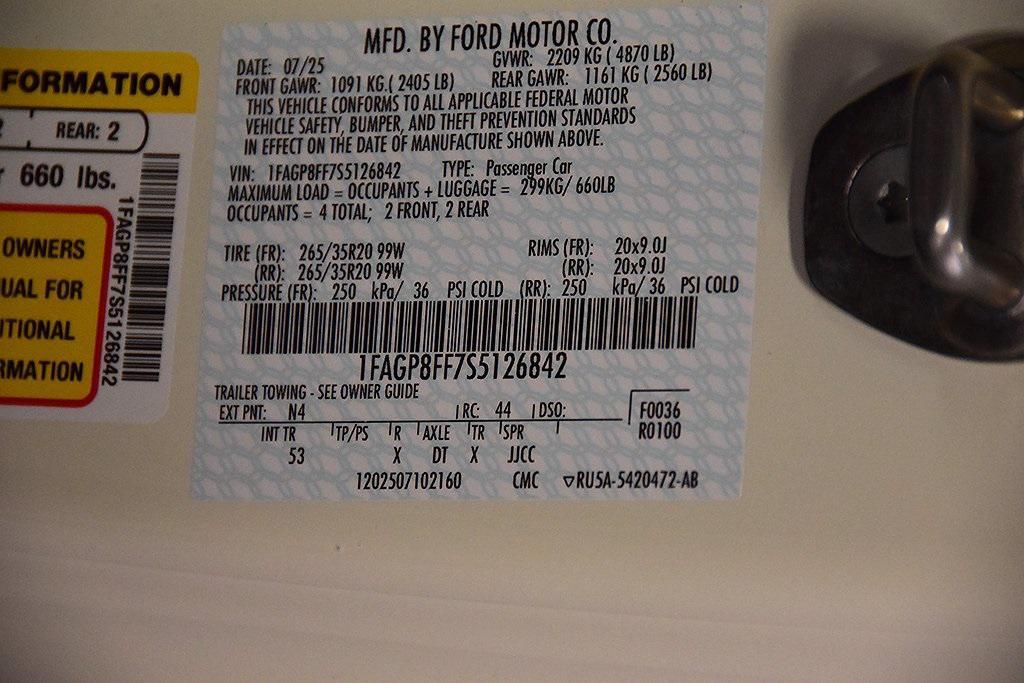 FORMATION
REAR: 2
660 lbs.
OWNERS
UAL FOR
ITIONAL
RMATION
1FAGP8FF7S5126842
MFD. BY FORD MOTOR CO.
DATE: 07/25 GVWR: 2209 KG ( 4870 LB)
FRONT GAWR: 1091 KG.( 2405 LB) REAR GAWR: 1161 KG ( 2560 LB)
THIS VEHICLE CONFORMS TO ALL APPLICABLE FEDERAL MOTOR
VEHICLE SAFETY, BUMPER, AND THEFT PREVENTION STANDARDS
IN EFFECT ON THE DATE OF MANUFACTURE SHOWN ABOVE.
VIN: 1FAGP8FF7S5126842 TYPE: Passenger Car
MAXIMUM LOAD = OCCUPANTS + LUGGAGE = 299KG/ 660LB
OCCUPANTS = 4 TOTAL; 2 FRONT, 2 REAR
TIRE (FR): 265/35R20 99W RIMS (FR): 20x9.0J
(RR): 265/35R20 99W (RR): 20x9.0J
PRESSURE (FR): 250 kPa/ 36 PSI COLD (RR): 250 kPa/ 36 PSI COLD
1FAGP8FF7S5126842
TRAILER TOWING - SEE OWNER GUIDE
EXT PNT: N4 RC: 44 DSO: F0036
INT TR TP/PS R AXLE TR SPR R0100
53 X DT X JJCC
1202507102160 CMC ▽RU5A-5420472-AB